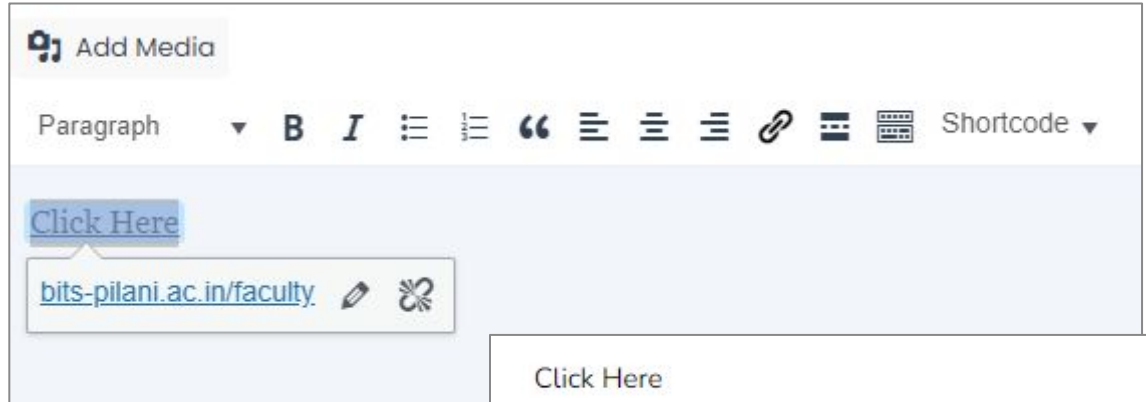 Add Media
Paragraph B I “ Shortcode
Click Here
bits-pilani.ac.in/faculty
Click Here